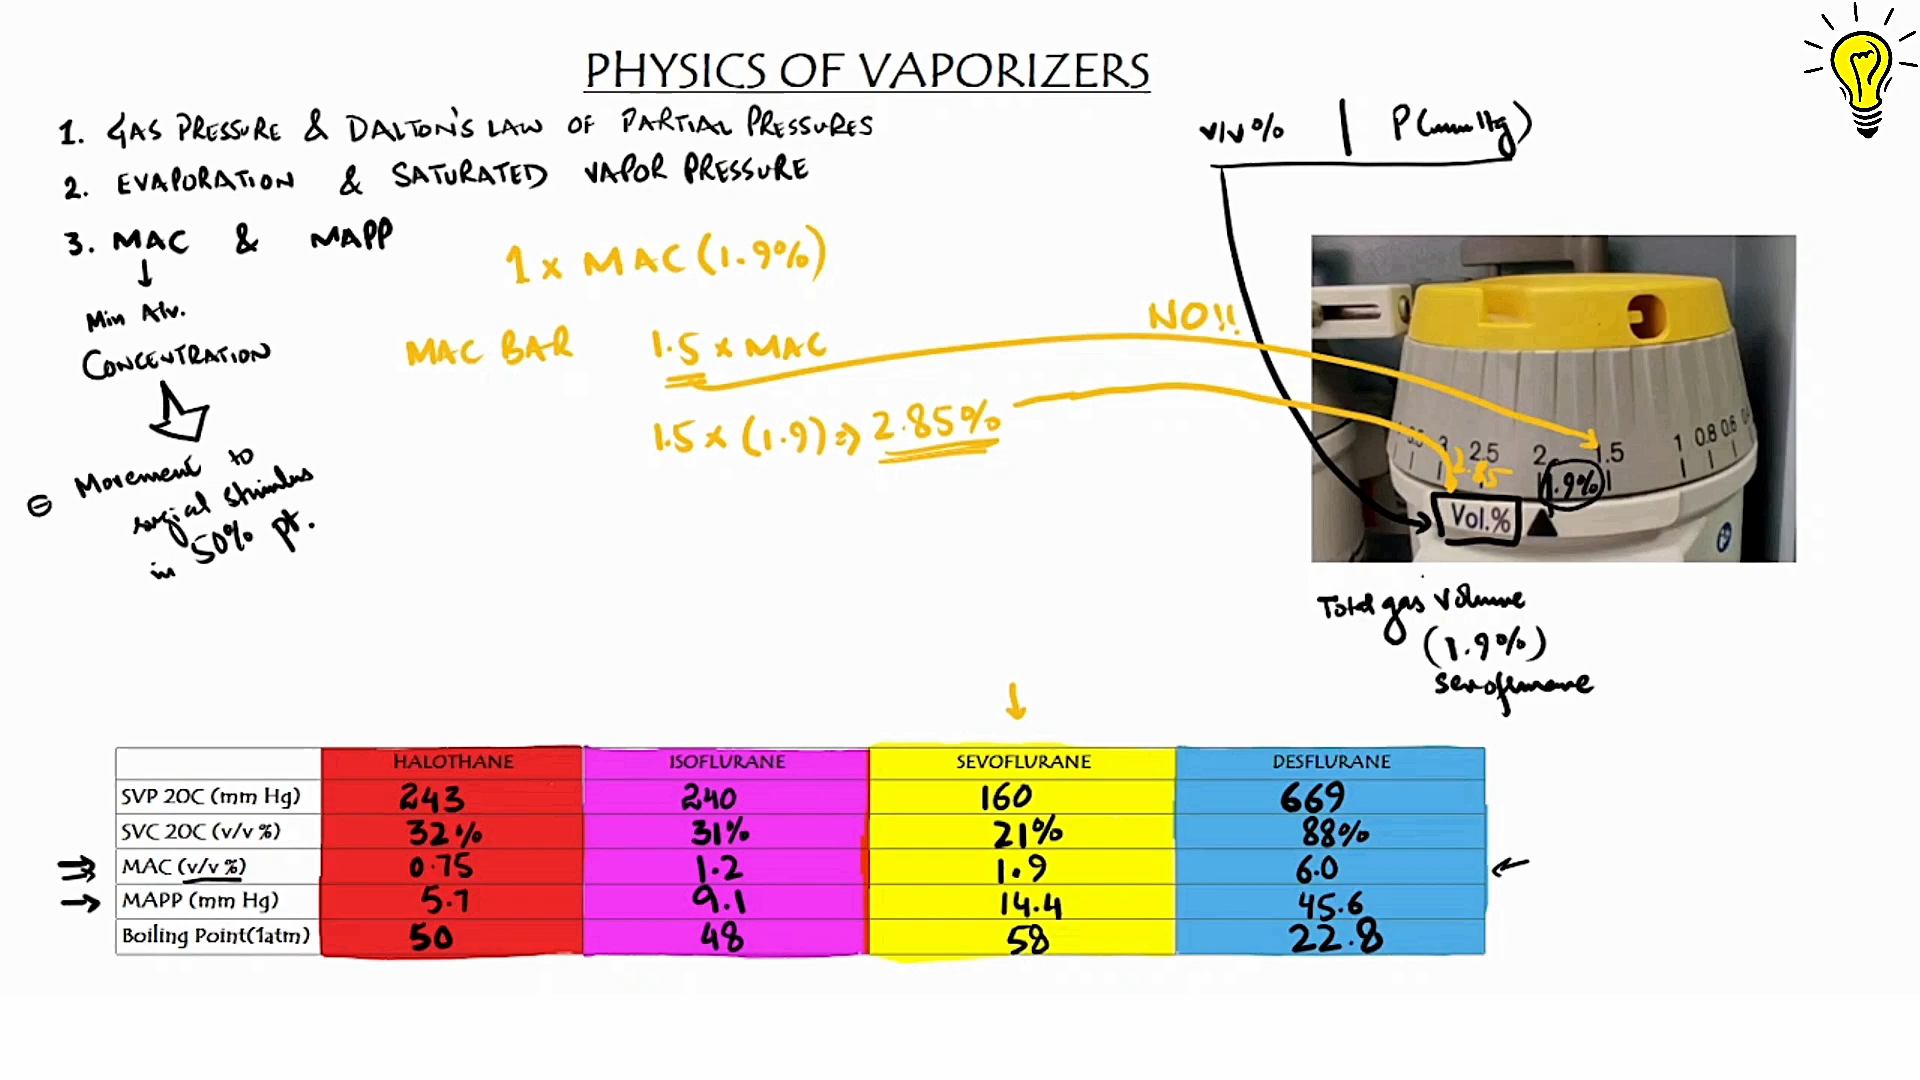 PHYSICS OF VAPORIZERS
1. GAS PRESSURE & DALTON'S LAW OF PARTIAL PRESSURES
2. EVAPORATION & SATURATED VAPOR PRESSURE
3. MAC & MAPP
Min Alv.
CONCENTRATION
⊖ Movement to
surgical stimulus
in 50% pt.
1 x MAC (1.9%)
MAC BAR 1.5 x MAC
1.5 x (1.9) => 2.85%
NO!!
v/v% | P(mmHg)
3 2.5 2 1.5 1 0.8 0.6
2.85 1.9%
Vol.%
Total gas volume
(1.9%)
sevoflurane
HALOTHANE ISOFLURANE SEVOFLURANE DESFLURANE
SVP 20C (mm Hg) 243 240 160 669
SVC 20C (v/v %) 32% 31% 21% 88%
MAC (v/v %) 0.75 1.2 1.9 6.0
MAPP (mm Hg) 5.7 9.1 14.4 45.6
Boiling Point(1atm) 50 48 58 22.8